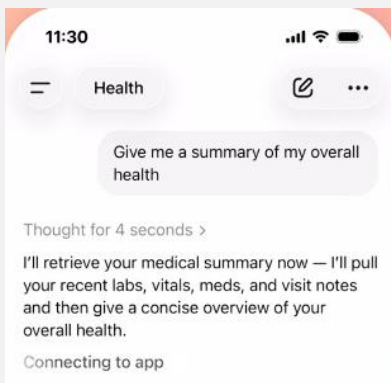 11:30
Health
Give me a summary of my overall
health
Thought for 4 seconds >
I'll retrieve your medical summary now — I'll pull
your recent labs, vitals, meds, and visit notes
and then give a concise overview of your
overall health.
Connecting to app